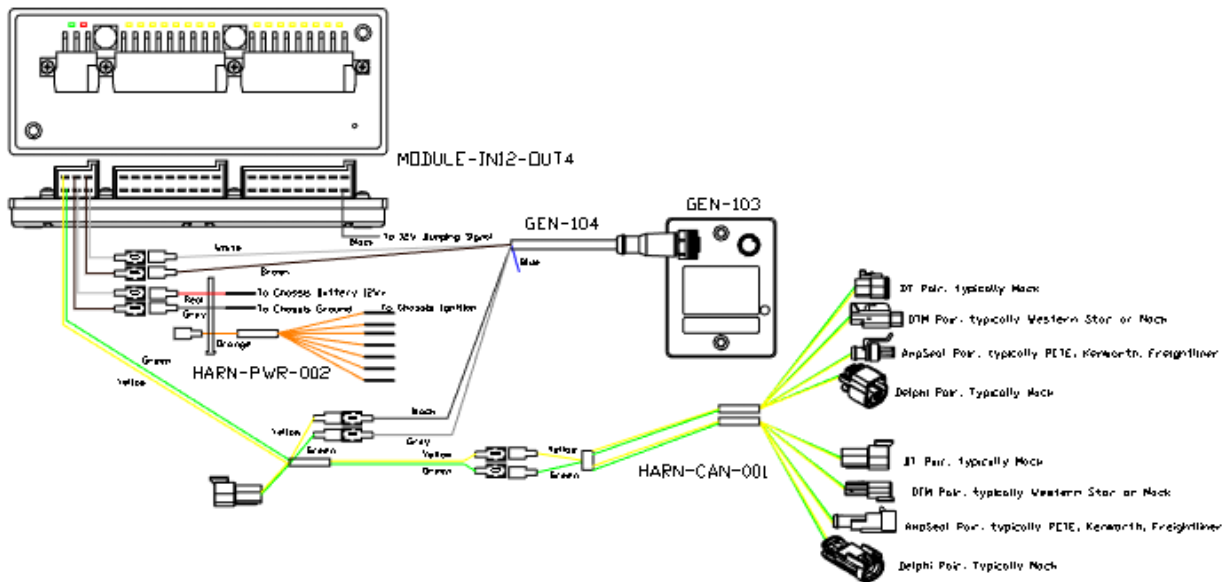 MODULE-IN12-OUT4
GEN-103
GEN-104
White
Black
To 12V Dumping Signal
Brown
Blue
Red
To Chassis Battery 12V+
Gray
To Chassis Ground
To Chassis Ignition
Orange
HARN-PWR-002
Green
Yellow
Black
Yellow
Gray
Green
Yellow
Green
Yellow
Green
HARN-CAN-001
DT Pair. typically Mack
DTM Pair. typically Western Star or Mack
AmpSeal Pair. typically PETE, Kenworth, Freightliner
Delphi Pair. Typically Mack
DT Pair. typically Mack
DTM Pair. typically Western Star or Mack
AmpSeal Pair. typically PETE, Kenworth, Freightliner
Delphi Pair. Typically Mack